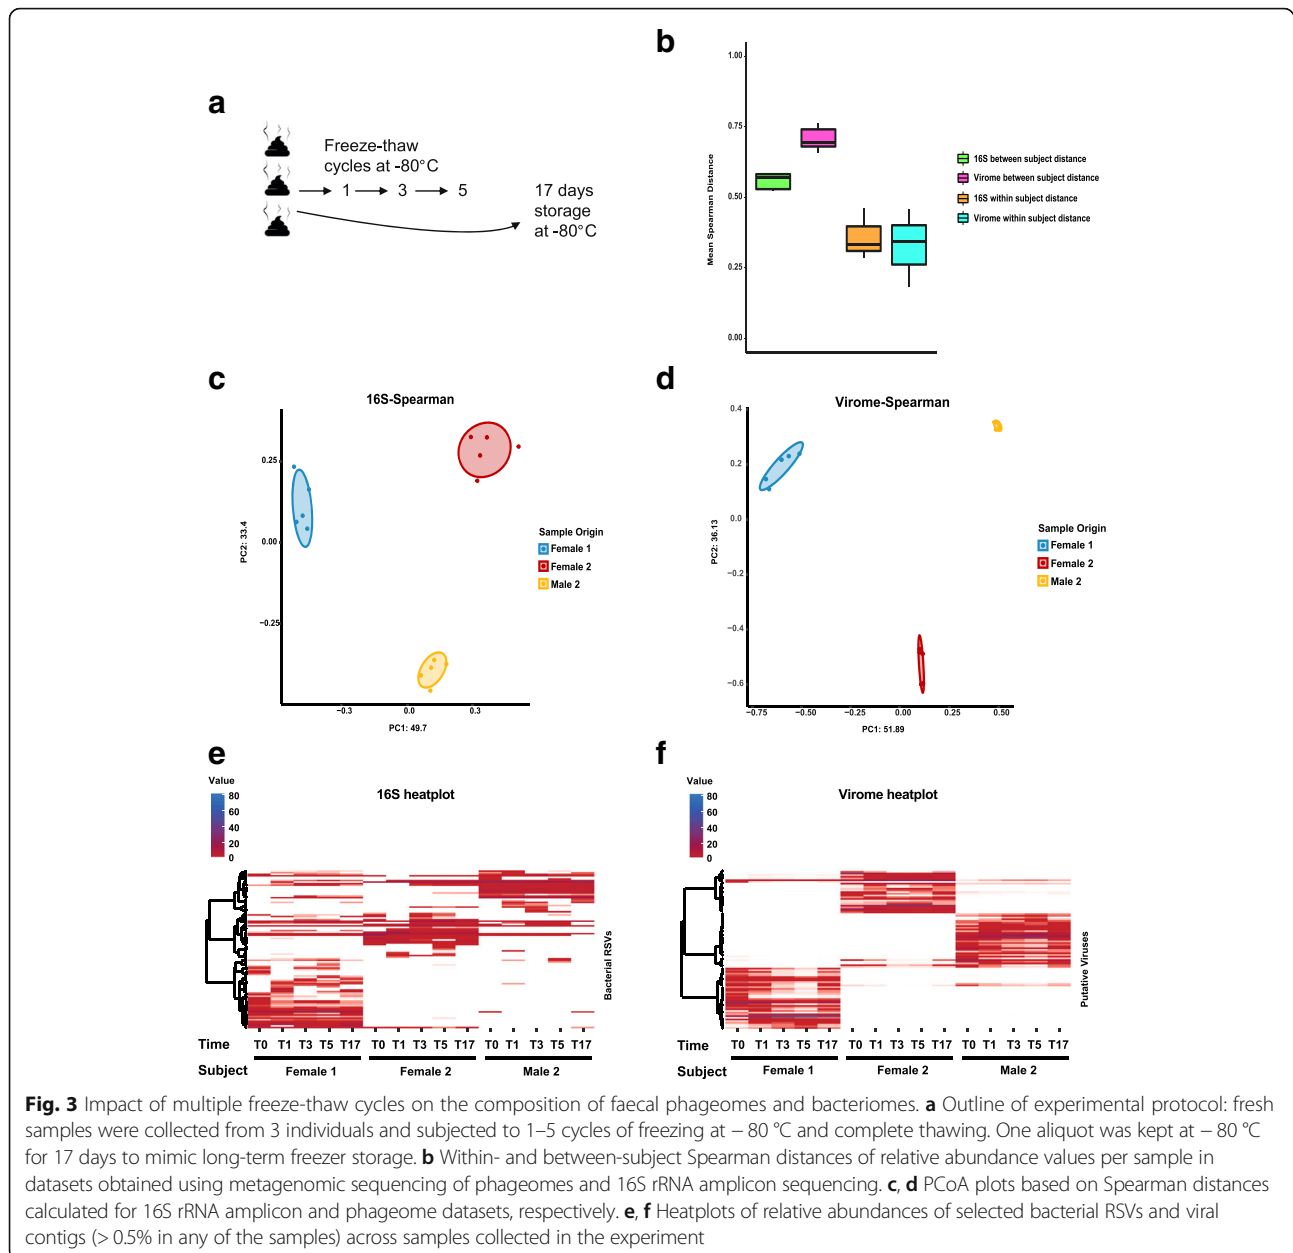 a
Freeze-thaw
cycles at -80°C
1
3
5
17 days
storage
at -80°C
b
1.00
0.75
0.50
0.25
0.00
Mean Spearman Distance
16S between subject distance
Virome between subject distance
16S within subject distance
Virome within subject distance
c
16S-Spearman
0.25
0.00
−0.25
PC2: 33.4
−0.3
0.0
0.3
PC1: 49.7
Sample Origin
Female 1
Female 2
Male 2
d
Virome-Spearman
0.4
0.2
0.0
−0.2
−0.4
−0.6
PC2: 36.13
−0.75
−0.50
−0.25
0.00
0.25
0.50
PC1: 51.89
Sample Origin
Female 1
Female 2
Male 2
e
Value
80
60
40
20
0
16S heatplot
Bacterial RSVs
Time T0 T1 T3 T5 T17 T0 T1 T3 T5 T17 T0 T1 T3 T5 T17
Subject Female 1 Female 2 Male 2
f
Value
80
60
40
20
0
Virome heatplot
Putative Viruses
Time T0 T1 T3 T5 T17 T0 T1 T3 T5 T17 T0 T1 T3 T5 T17
Subject Female 1 Female 2 Male 2
Fig. 3 Impact of multiple freeze-thaw cycles on the composition of faecal phageomes and bacteriomes. a Outline of experimental protocol: fresh
samples were collected from 3 individuals and subjected to 1–5 cycles of freezing at − 80 °C and complete thawing. One aliquot was kept at − 80 °C
for 17 days to mimic long-term freezer storage. b Within- and between-subject Spearman distances of relative abundance values per sample in
datasets obtained using metagenomic sequencing of phageomes and 16S rRNA amplicon sequencing. c, d PCoA plots based on Spearman distances
calculated for 16S rRNA amplicon and phageome datasets, respectively. e, f Heatplots of relative abundances of selected bacterial RSVs and viral
contigs (> 0.5% in any of the samples) across samples collected in the experiment